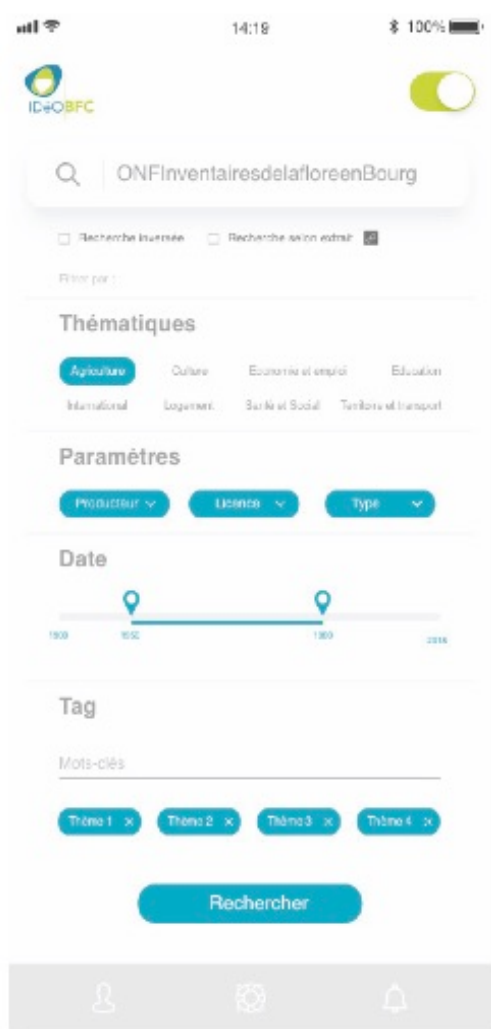 14:19
100%
IDéOBFC
ONFInventairesdelafloreenBourg
Recherche inversée
Recherche selon extrait
Filtrer par :
Thématiques
Agriculture Culture Economie et emploi Education
International Logement Santé et Social Territoire et transport
Paramètres
Producteur Licence Type
Date
1900 1950 1980 2016
Tag
Mots-clés
Thème 1 x Thème 2 x Thème 3 x Thème 4 x
Rechercher